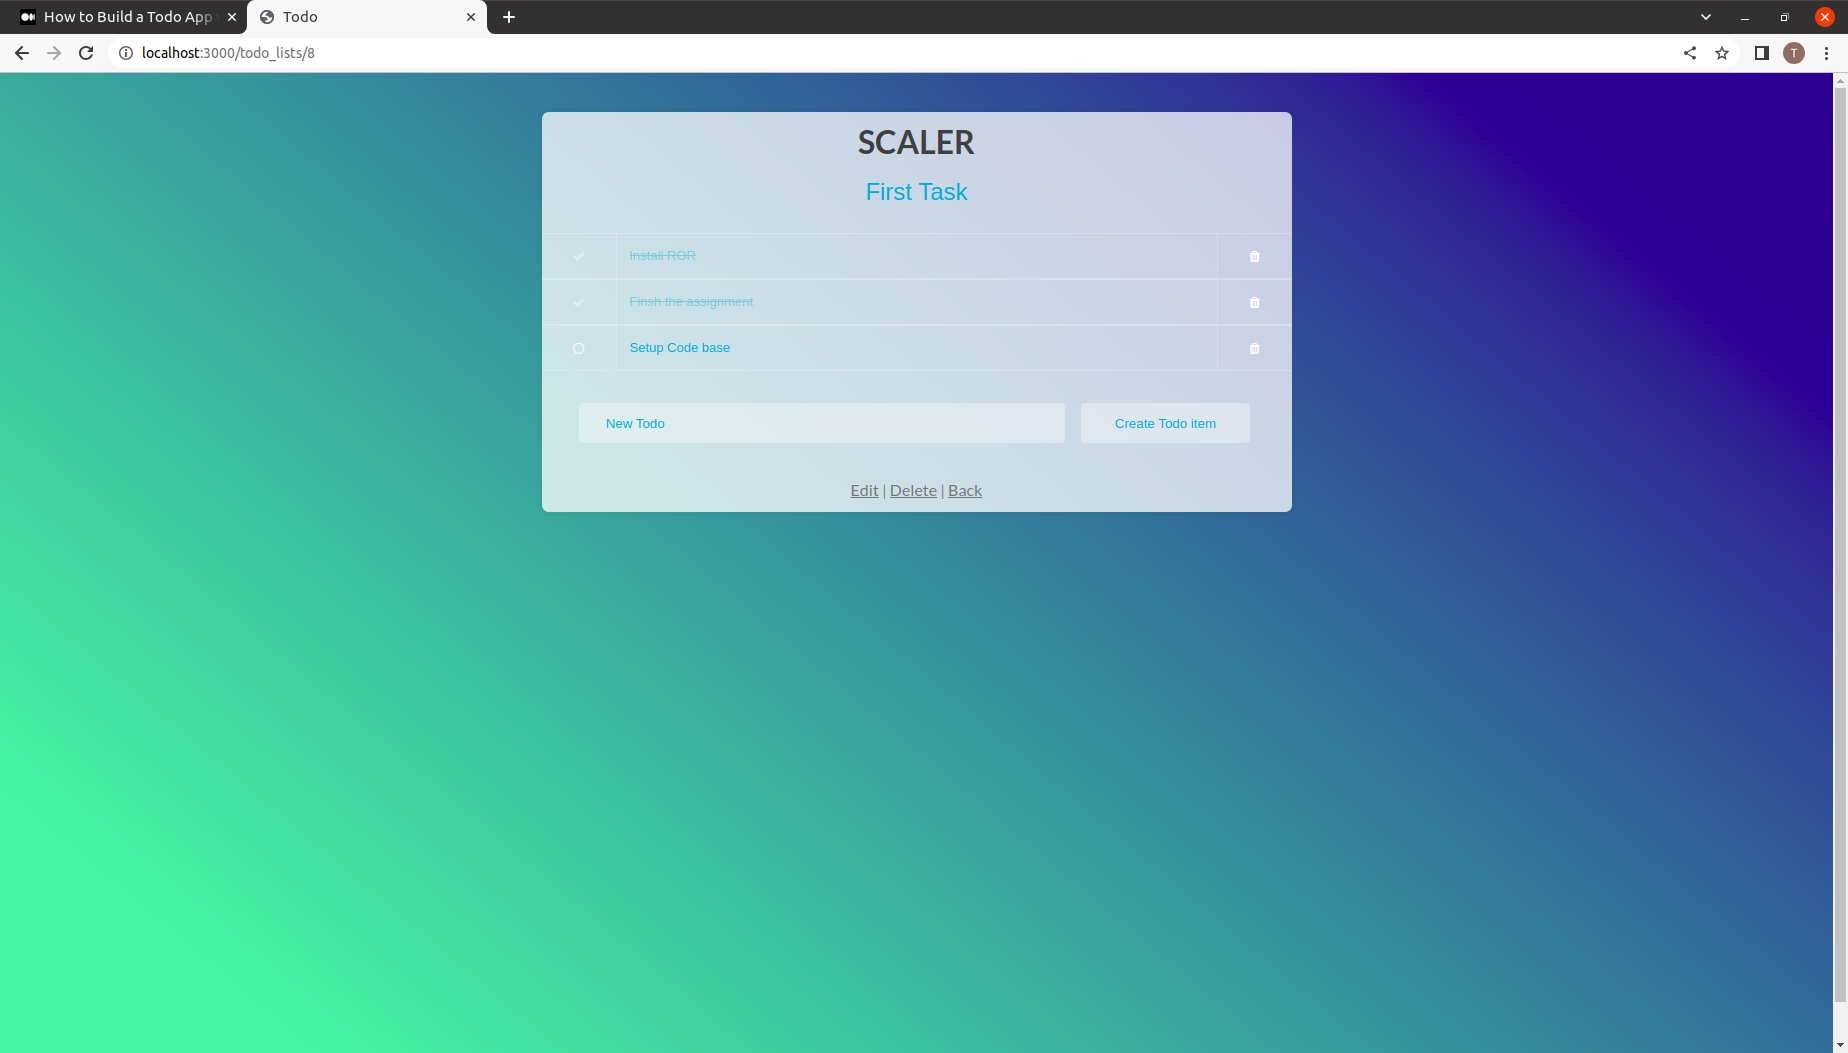 How to Build a Todo App
Todo
localhost:3000/todo_lists/8
T
SCALER
First Task
Install ROR
Finsh the assignment
Setup Code base
New Todo
Create Todo item
Edit | Delete | Back